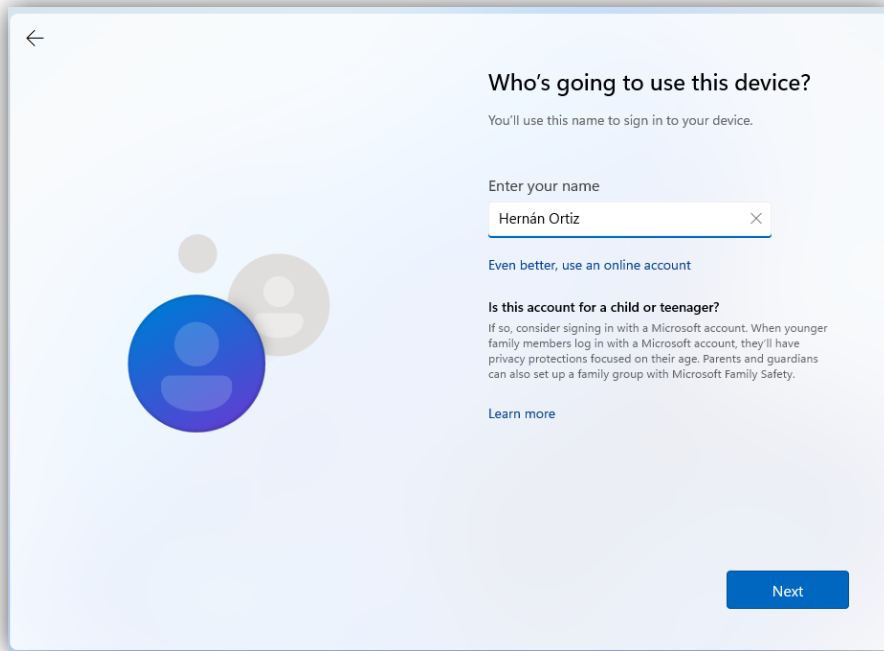 Who's going to use this device?
You'll use this name to sign in to your device.
Enter your name
Hernán Ortiz
Even better, use an online account
Is this account for a child or teenager?
If so, consider signing in with a Microsoft account. When younger
family members log in with a Microsoft account, they'll have
privacy protections focused on their age. Parents and guardians
can also set up a family group with Microsoft Family Safety.
Learn more
Next